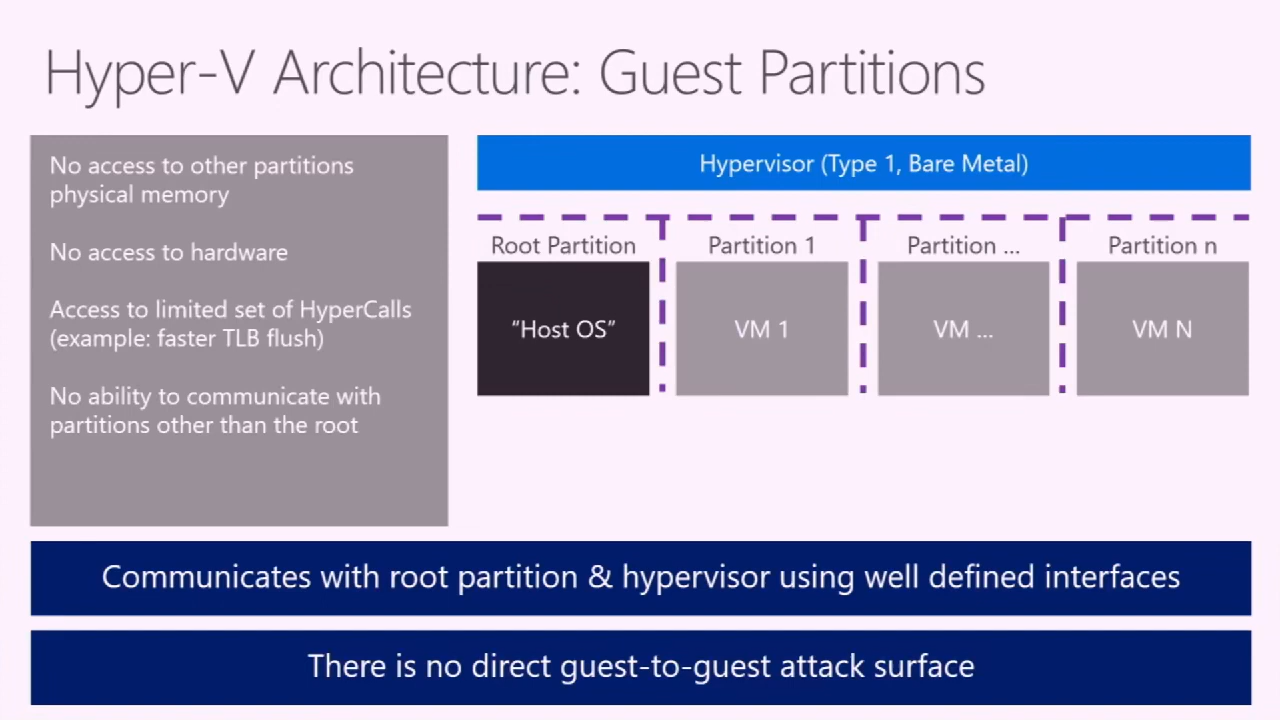 Hyper-V Architecture: Guest Partitions
No access to other partitions
physical memory
No access to hardware
Access to limited set of HyperCalls
(example: faster TLB flush)
No ability to communicate with
partitions other than the root
Hypervisor (Type 1, Bare Metal)
Root Partition
Partition 1
Partition ...
Partition n
“Host OS”
VM 1
VM ...
VM N
Communicates with root partition & hypervisor using well defined interfaces
There is no direct guest-to-guest attack surface